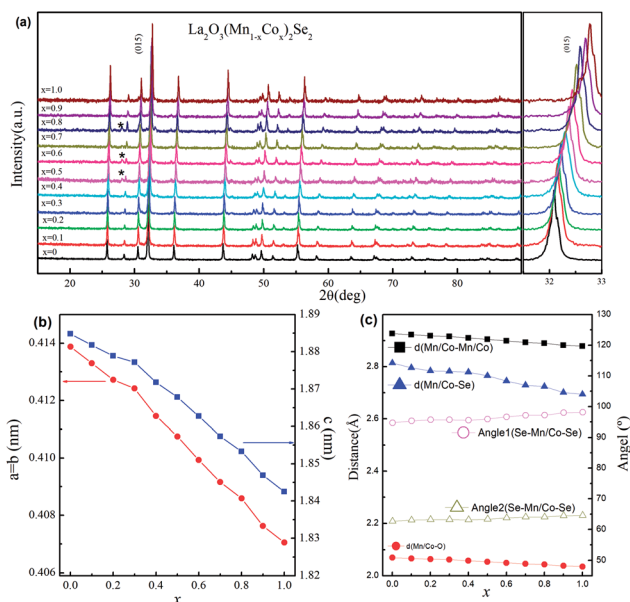 (a)
La2O3(Mn1-xCox)2Se2
(015)
(015)
Intensity(a.u.)
x=1.0
x=0.9
x=0.8
*
x=0.7
x=0.6
*
x=0.5
*
x=0.4
x=0.3
x=0.2
x=0.1
x=0
20 30 40 50 60 70 80
32 33
2θ(deg)
(b)
a=b (nm)
0.414
0.412
0.410
0.408
0.406
1.89
1.88
1.87
1.86
1.85
1.84
1.83
1.82
c (nm)
0.0 0.2 0.4 0.6 0.8 1.0
x
(c)
Distance(Å)
2.8
2.6
2.4
2.2
2.0
d(Mn/Co-Mn/Co)
d(Mn/Co-Se)
Angle1(Se-Mn/Co-Se)
Angle2(Se-Mn/Co-Se)
d(Mn/Co-O)
130
120
110
100
90
80
70
60
50
Angel (º)
0.0 0.2 0.4 0.6 0.8 1.0
x